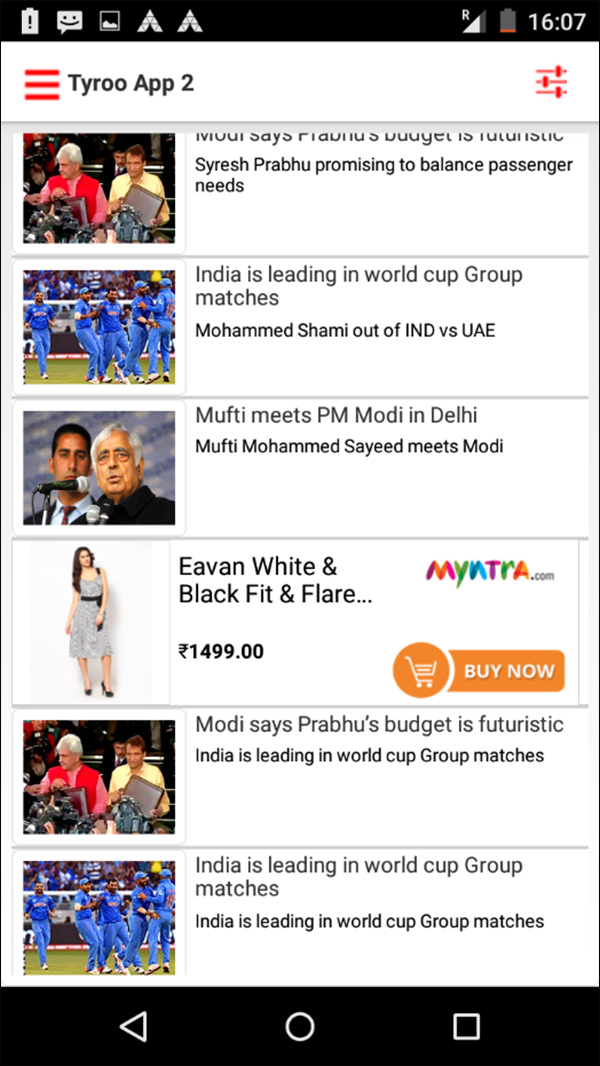 R
16:07
Tyroo App 2
Modi says Prabhu's budget is futuristic
Syresh Prabhu promising to balance passenger
needs
India is leading in world cup Group
matches
Mohammed Shami out of IND vs UAE
Mufti meets PM Modi in Delhi
Mufti Mohammed Sayeed meets Modi
Eavan White &
Black Fit & Flare...
myntra.com
₹1499.00
BUY NOW
Modi says Prabhu’s budget is futuristic
India is leading in world cup Group matches
India is leading in world cup Group
matches
India is leading in world cup Group matches